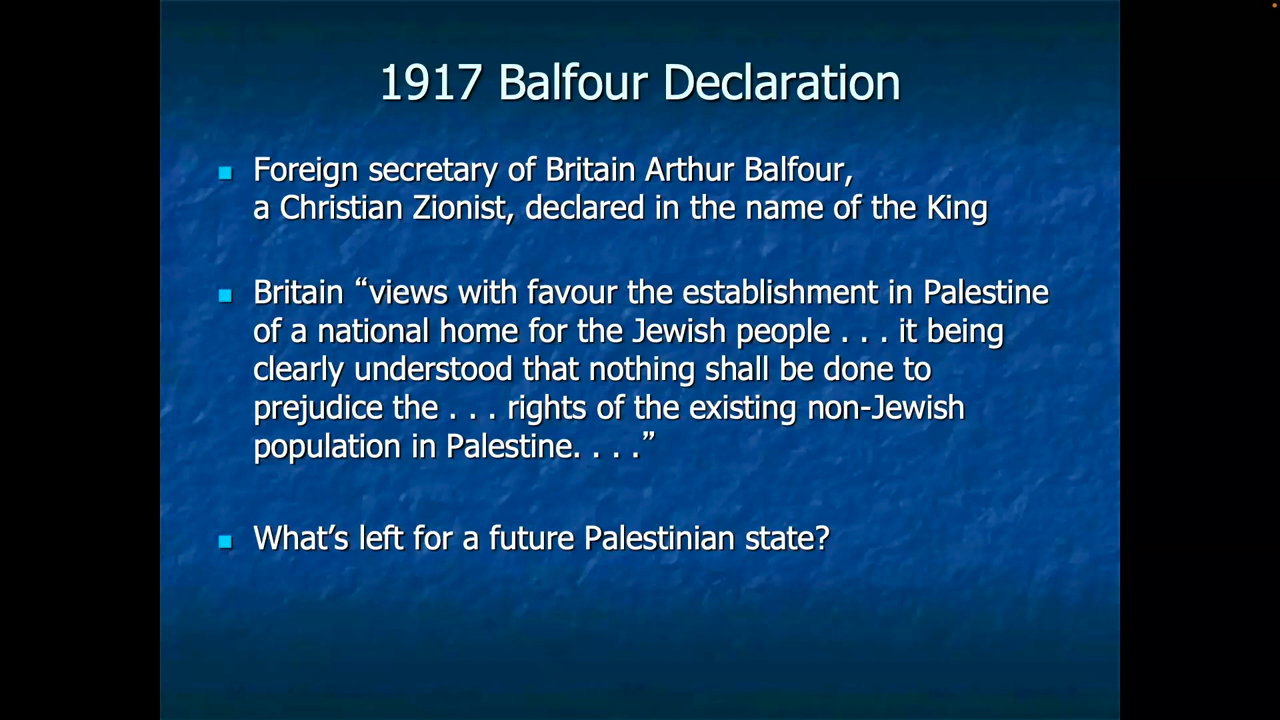 1917 Balfour Declaration
Foreign secretary of Britain Arthur Balfour,
a Christian Zionist, declared in the name of the King
Britain “views with favour the establishment in Palestine
of a national home for the Jewish people . . . it being
clearly understood that nothing shall be done to
prejudice the . . . rights of the existing non-Jewish
population in Palestine. . . .”
What’s left for a future Palestinian state?